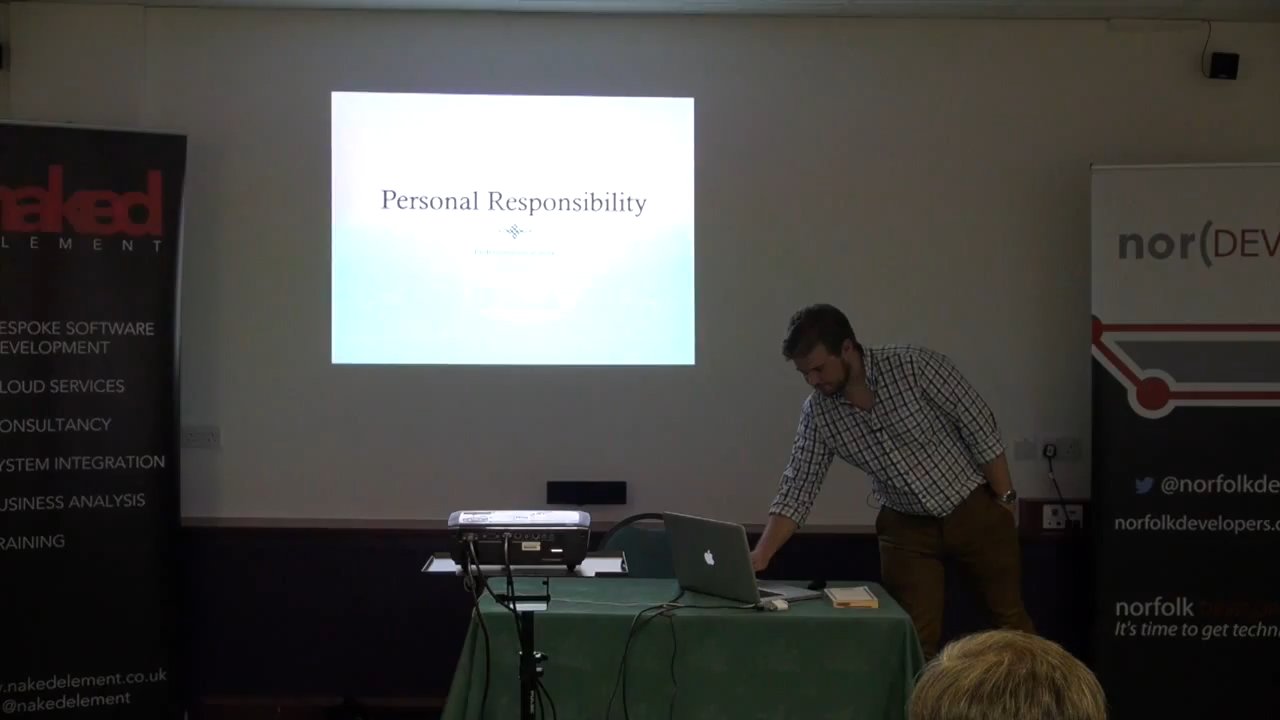 naked
LEMENT
ESPOKE SOFTWARE
EVELOPMENT
LOUD SERVICES
ONSULTANCY
YSTEM INTEGRATION
USINESS ANALYSIS
RAINING
.nakedelement.co.uk
@nakedelement
Personal Responsibility
nor(DEV
@norfolkde
norfolkdevelopers.c
norfolk
It's time to get techn